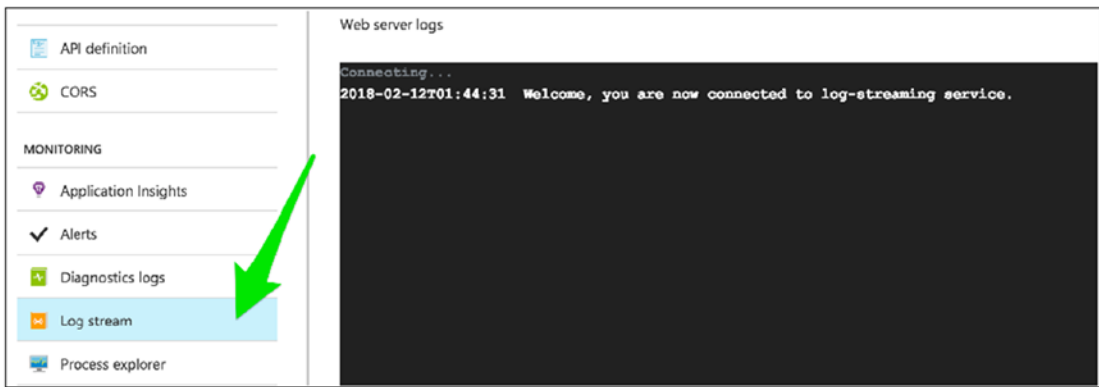 API definition
CORS
MONITORING
Application Insights
Alerts
Diagnostics logs
Log stream
Process explorer
Web server logs
Connecting...
2018-02-12T01:44:31 Welcome, you are now connected to log-streaming service.